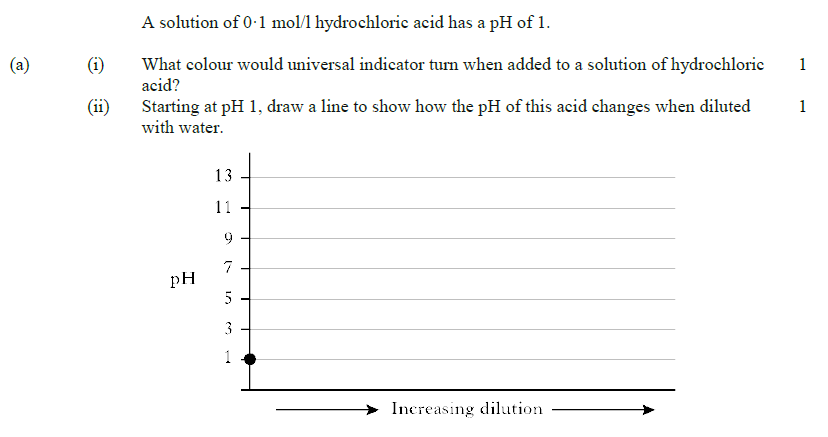 A solution of 0·1 mol/l hydrochloric acid has a pH of 1.
(a) (i) What colour would universal indicator turn when added to a solution of hydrochloric 1
acid?
(ii) Starting at pH 1, draw a line to show how the pH of this acid changes when diluted 1
with water.
13
11
9
7
pH
5
3
1
Increasing dilution